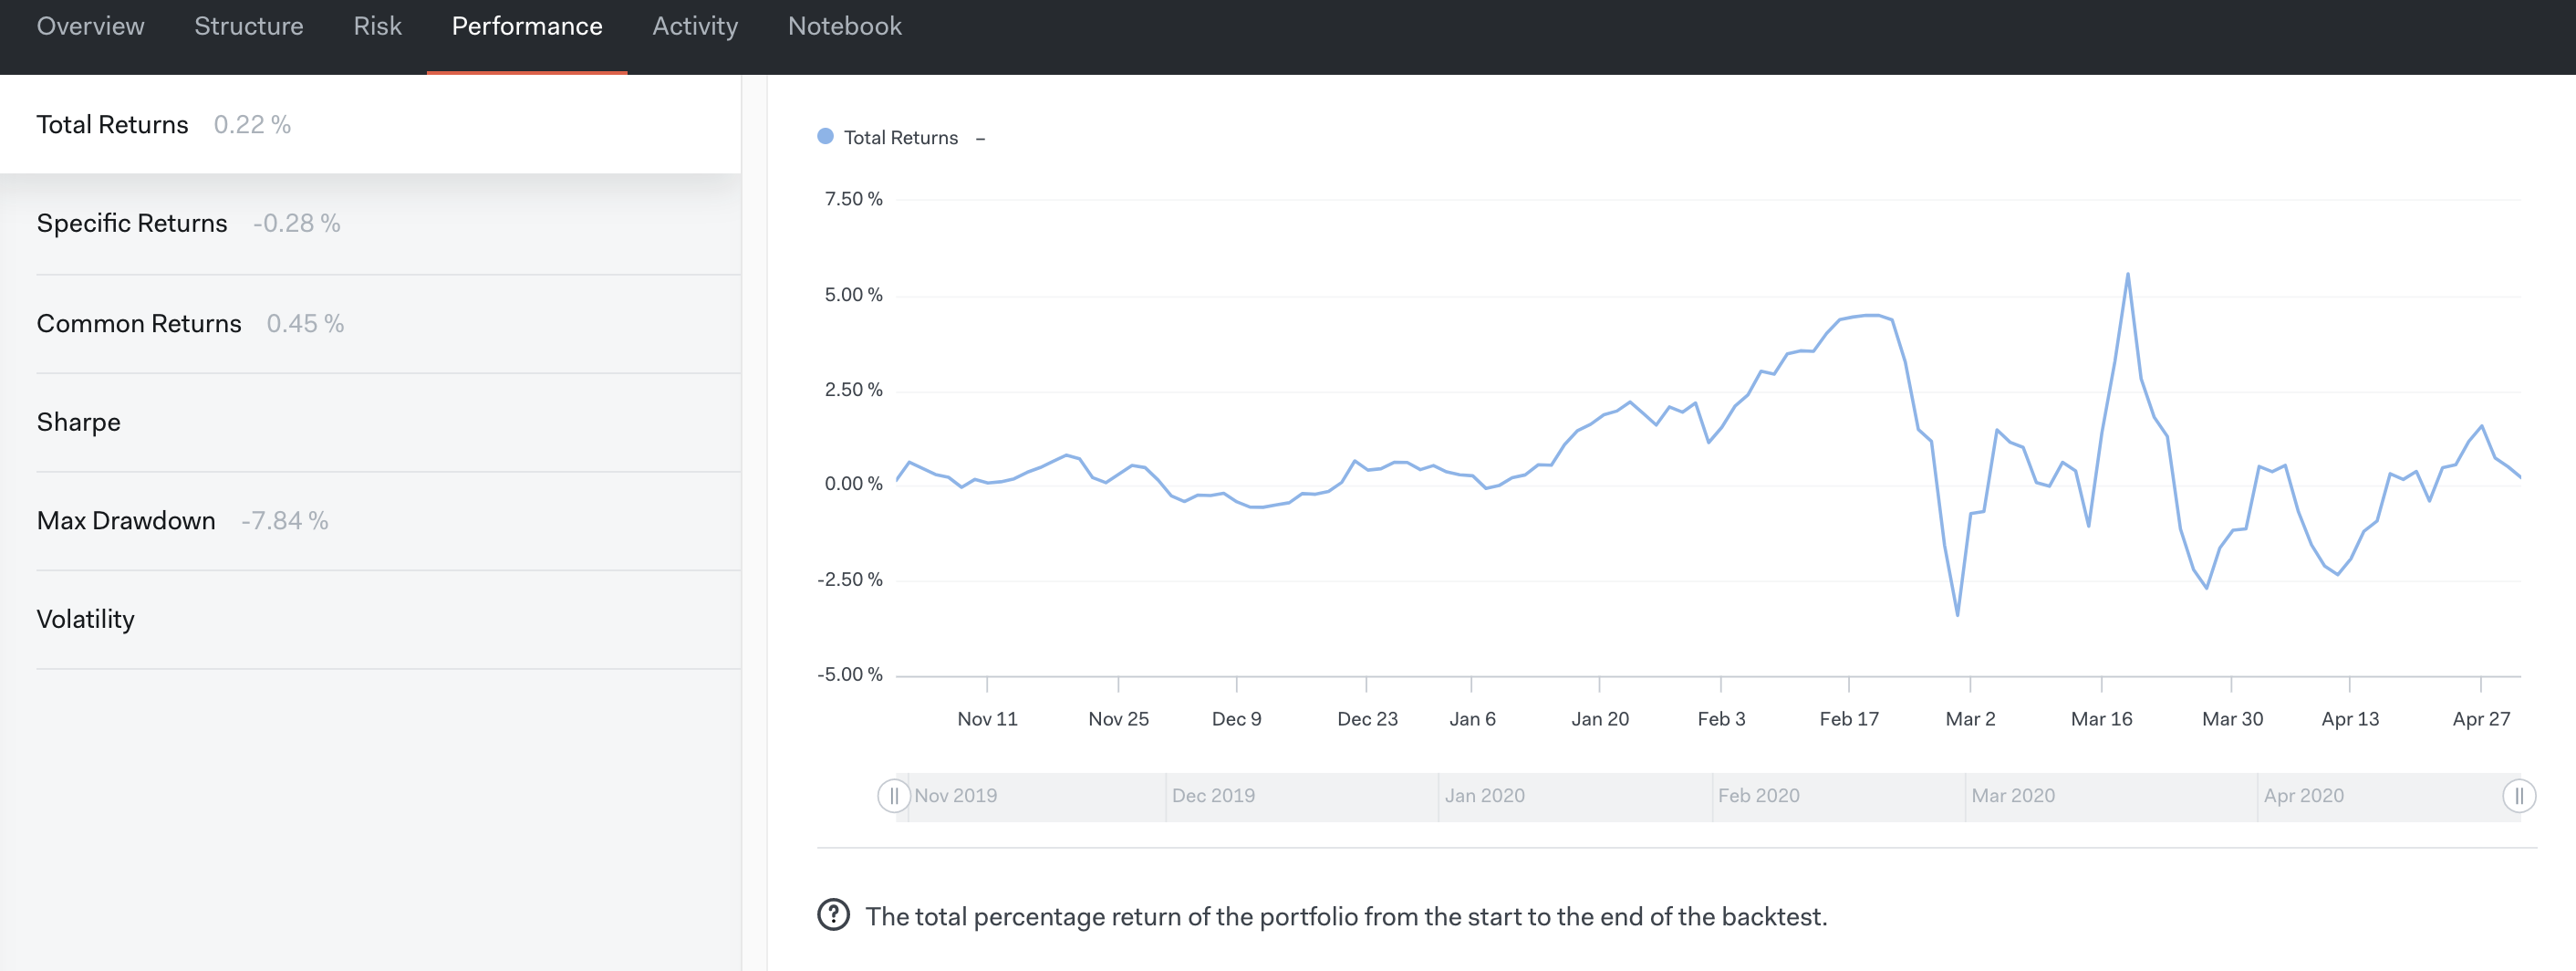 Overview Structure Risk Performance Activity Notebook
Total Returns 0.22 %
Specific Returns -0.28 %
Common Returns 0.45 %
Sharpe
Max Drawdown -7.84 %
Volatility
Total Returns –
7.50 %
5.00 %
2.50 %
0.00 %
-2.50 %
-5.00 %
Nov 11 Nov 25 Dec 9 Dec 23 Jan 6 Jan 20 Feb 3 Feb 17 Mar 2 Mar 16 Mar 30 Apr 13 Apr 27
Nov 2019 Dec 2019 Jan 2020 Feb 2020 Mar 2020 Apr 2020
? The total percentage return of the portfolio from the start to the end of the backtest.